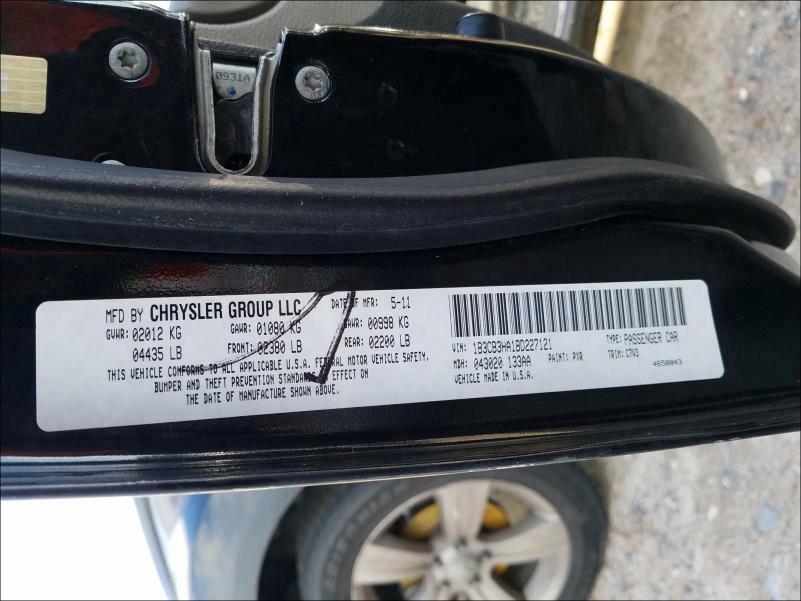 0931A
MFD BY CHRYSLER GROUP LLC DATE OF MFR: 5-11
GVWR: 02012 KG GAWR: 01080 KG GAWR: 00998 KG
04435 LB FRONT: 02380 LB REAR: 02200 LB
THIS VEHICLE CONFORMS TO ALL APPLICABLE U.S.A. FEDERAL MOTOR VEHICLE SAFETY,
BUMPER AND THEFT PREVENTION STANDARDS IN EFFECT ON
THE DATE OF MANUFACTURE SHOWN ABOVE.
VIN: 1B3CB3HA1BD227121 TYPE: PASSENGER CAR
MDH: 043020 133AA PAINT: PXR TRIM: C7V3
VEHICLE MADE IN U.S.A. 4658843